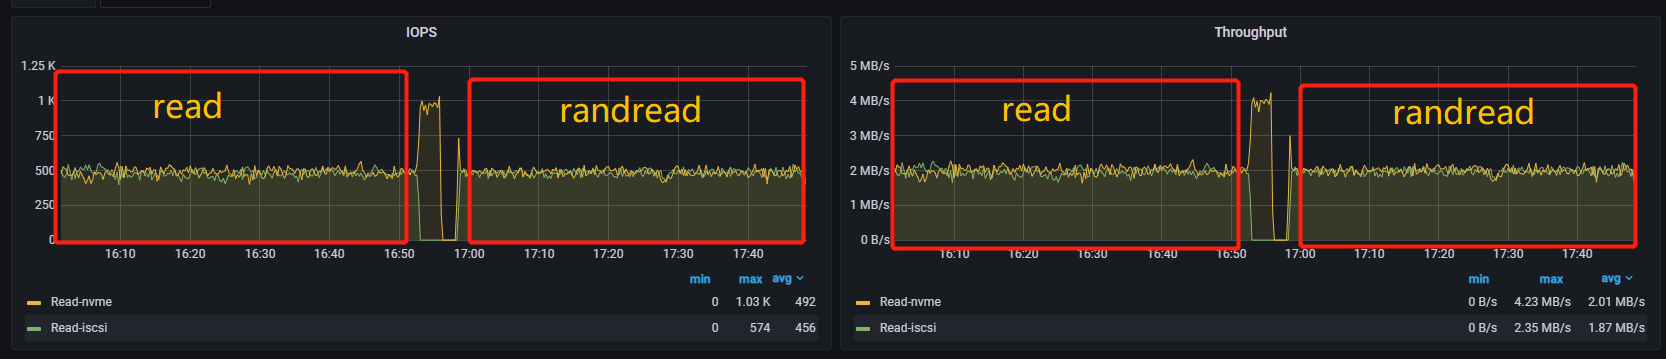 IOPS
1.25 K
1 K
750
500
250
0
read
randread
16:10 16:20 16:30 16:40 16:50 17:00 17:10 17:20 17:30 17:40
min max avg
Read-nvme 0 1.03 K 492
Read-iscsi 0 574 456
Throughput
5 MB/s
4 MB/s
3 MB/s
2 MB/s
1 MB/s
0 B/s
read
randread
16:10 16:20 16:30 16:40 16:50 17:00 17:10 17:20 17:30 17:40
min max avg
Read-nvme 0 B/s 4.23 MB/s 2.01 MB/s
Read-iscsi 0 B/s 2.35 MB/s 1.87 MB/s